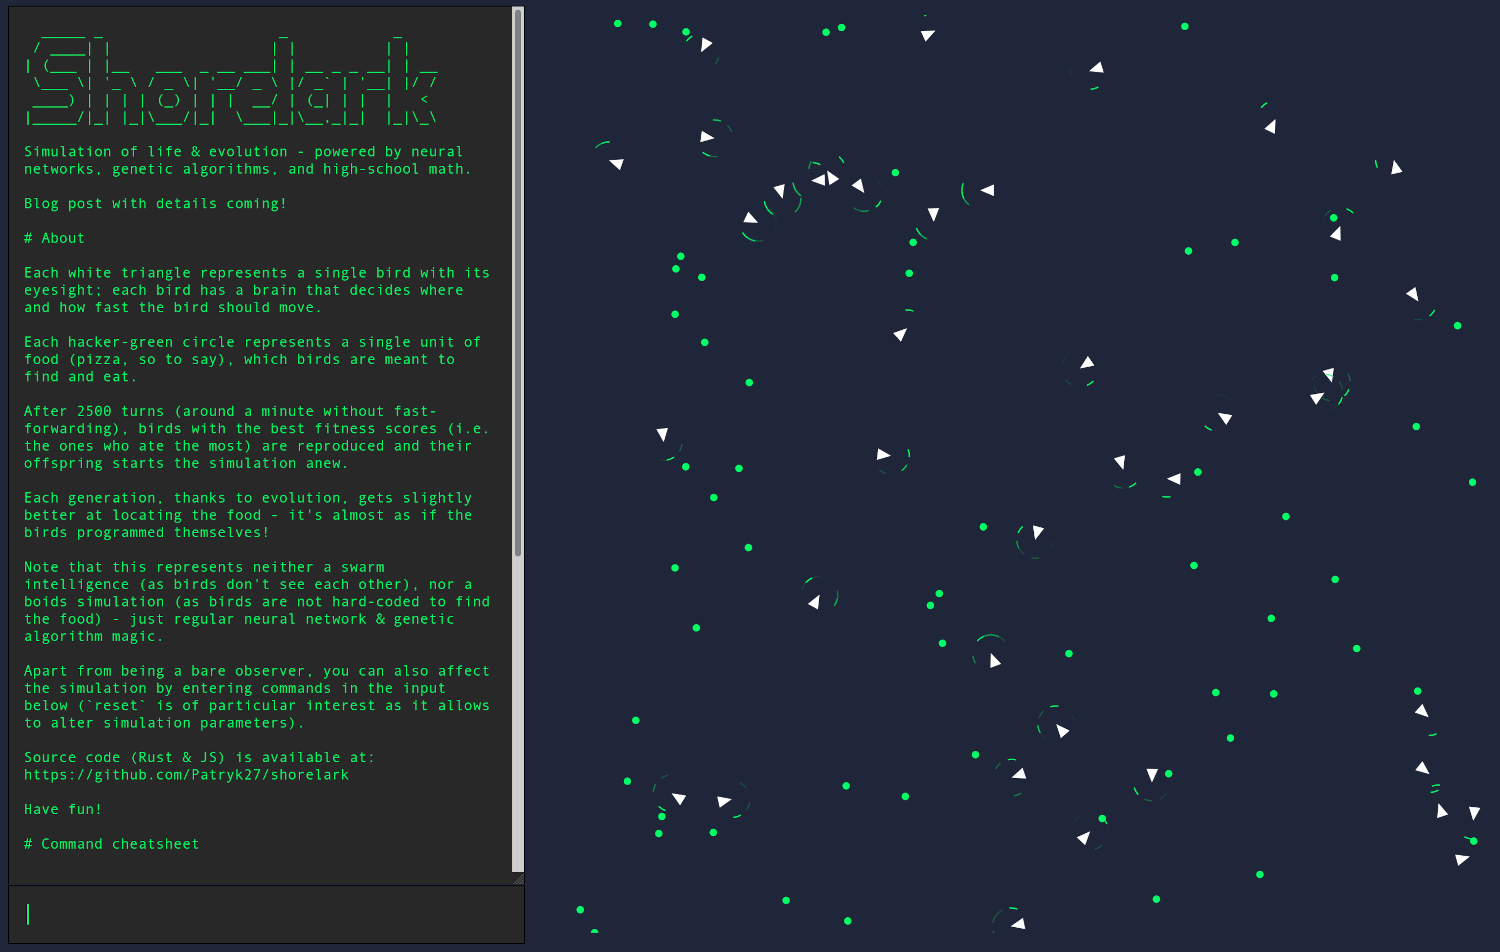 Shorelark
Simulation of life & evolution - powered by neural
networks, genetic algorithms, and high-school math.
Blog post with details coming!
# About
Each white triangle represents a single bird with its
eyesight; each bird has a brain that decides where
and how fast the bird should move.
Each hacker-green circle represents a single unit of
food (pizza, so to say), which birds are meant to
find and eat.
After 2500 turns (around a minute without fast-
forwarding), birds with the best fitness scores (i.e.
the ones who ate the most) are reproduced and their
offspring starts the simulation anew.
Each generation, thanks to evolution, gets slightly
better at locating the food - it's almost as if the
birds programmed themselves!
Note that this represents neither a swarm
intelligence (as birds don't see each other), nor a
boids simulation (as birds are not hard-coded to find
the food) - just regular neural network & genetic
algorithm magic.
Apart from being a bare observer, you can also affect
the simulation by entering commands in the input
below (`reset` is of particular interest as it allows
to alter simulation parameters).
Source code (Rust & JS) is available at:
https://github.com/Patryk27/shorelark
Have fun!
# Command cheatsheet